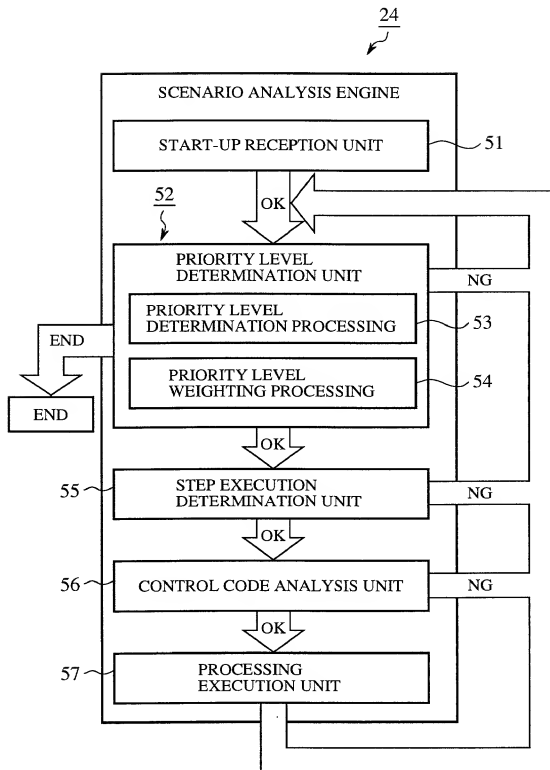 24
SCENARIO ANALYSIS ENGINE
START-UP RECEPTION UNIT
51
OK
52
PRIORITY LEVEL
DETERMINATION UNIT
NG
PRIORITY LEVEL
DETERMINATION PROCESSING
53
END
PRIORITY LEVEL
WEIGHTING PROCESSING
54
END
OK
55
STEP EXECUTION
DETERMINATION UNIT
NG
OK
56
CONTROL CODE ANALYSIS UNIT
NG
OK
57
PROCESSING
EXECUTION UNIT